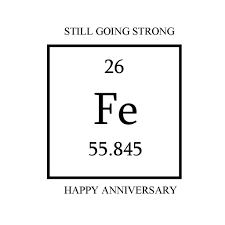 STILL GOING STRONG
26
Fe
55.845
HAPPY ANNIVERSARY